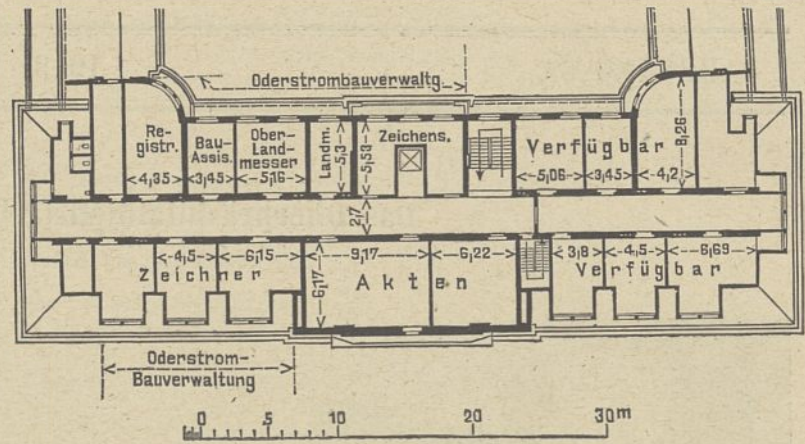 Oderstrombauverwaltg.
Re-
gistr.
4,35
Bau-
Assis.
3,45
Ober-
Land-
messer
5,16
Landm.
5,3
5,53
Zeichens.
Verfügbar
5,06
3,45
4,2
8,26
2,7
4,5
6,15
Zeichner
6,17
9,17
6,22
Akten
3,8
4,5
6,69
Verfügbar
Oderstrom-
Bauverwaltung
0 5 10 20 30 m